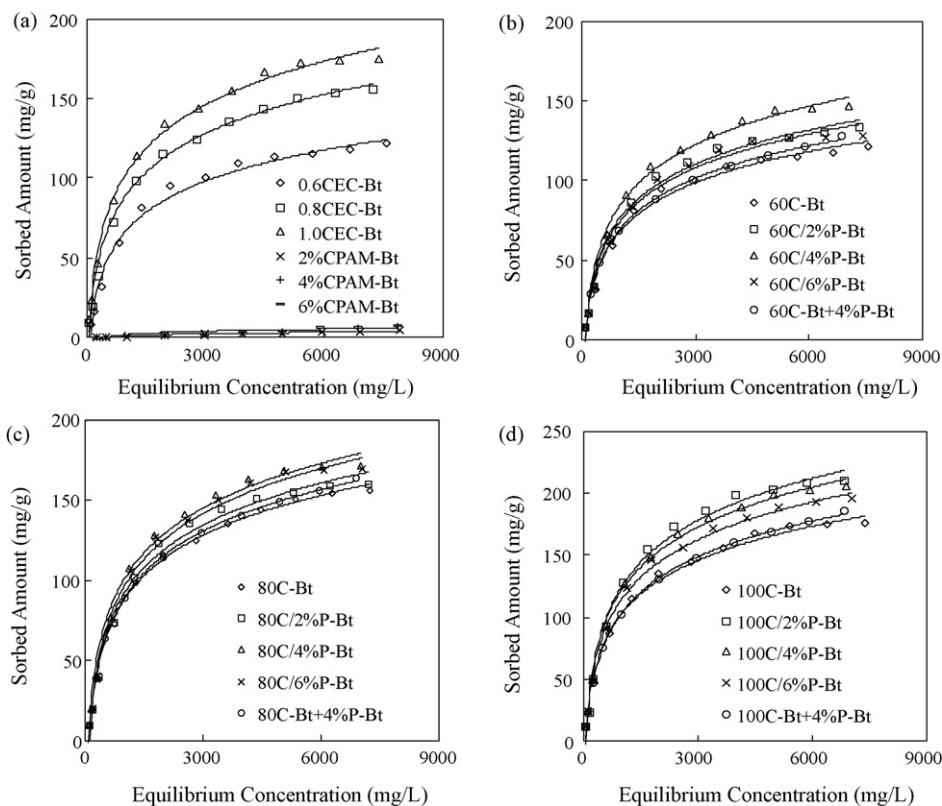 (a)
200
150
100
50
0
0
3000
6000
9000
Sorbed Amount (mg/g)
Equilibrium Concentration (mg/L)
0.6CEC-Bt
0.8CEC-Bt
1.0CEC-Bt
2%CPAM-Bt
4%CPAM-Bt
6%CPAM-Bt
(b)
200
150
100
50
0
0
3000
6000
9000
Sorbed Amount (mg/g)
Equilibrium Concentration (mg/L)
60C-Bt
60C/2%P-Bt
60C/4%P-Bt
60C/6%P-Bt
60C-Bt+4%P-Bt
(c)
200
150
100
50
0
0
3000
6000
9000
Sorbed Amount (mg/g)
Equilibrium Concentration (mg/L)
80C-Bt
80C/2%P-Bt
80C/4%P-Bt
80C/6%P-Bt
80C-Bt+4%P-Bt
(d)
250
200
150
100
50
0
0
3000
6000
9000
Sorbed Amount (mg/g)
Equilibrium Concentration (mg/L)
100C-Bt
100C/2%P-Bt
100C/4%P-Bt
100C/6%P-Bt
100C-Bt+4%P-Bt